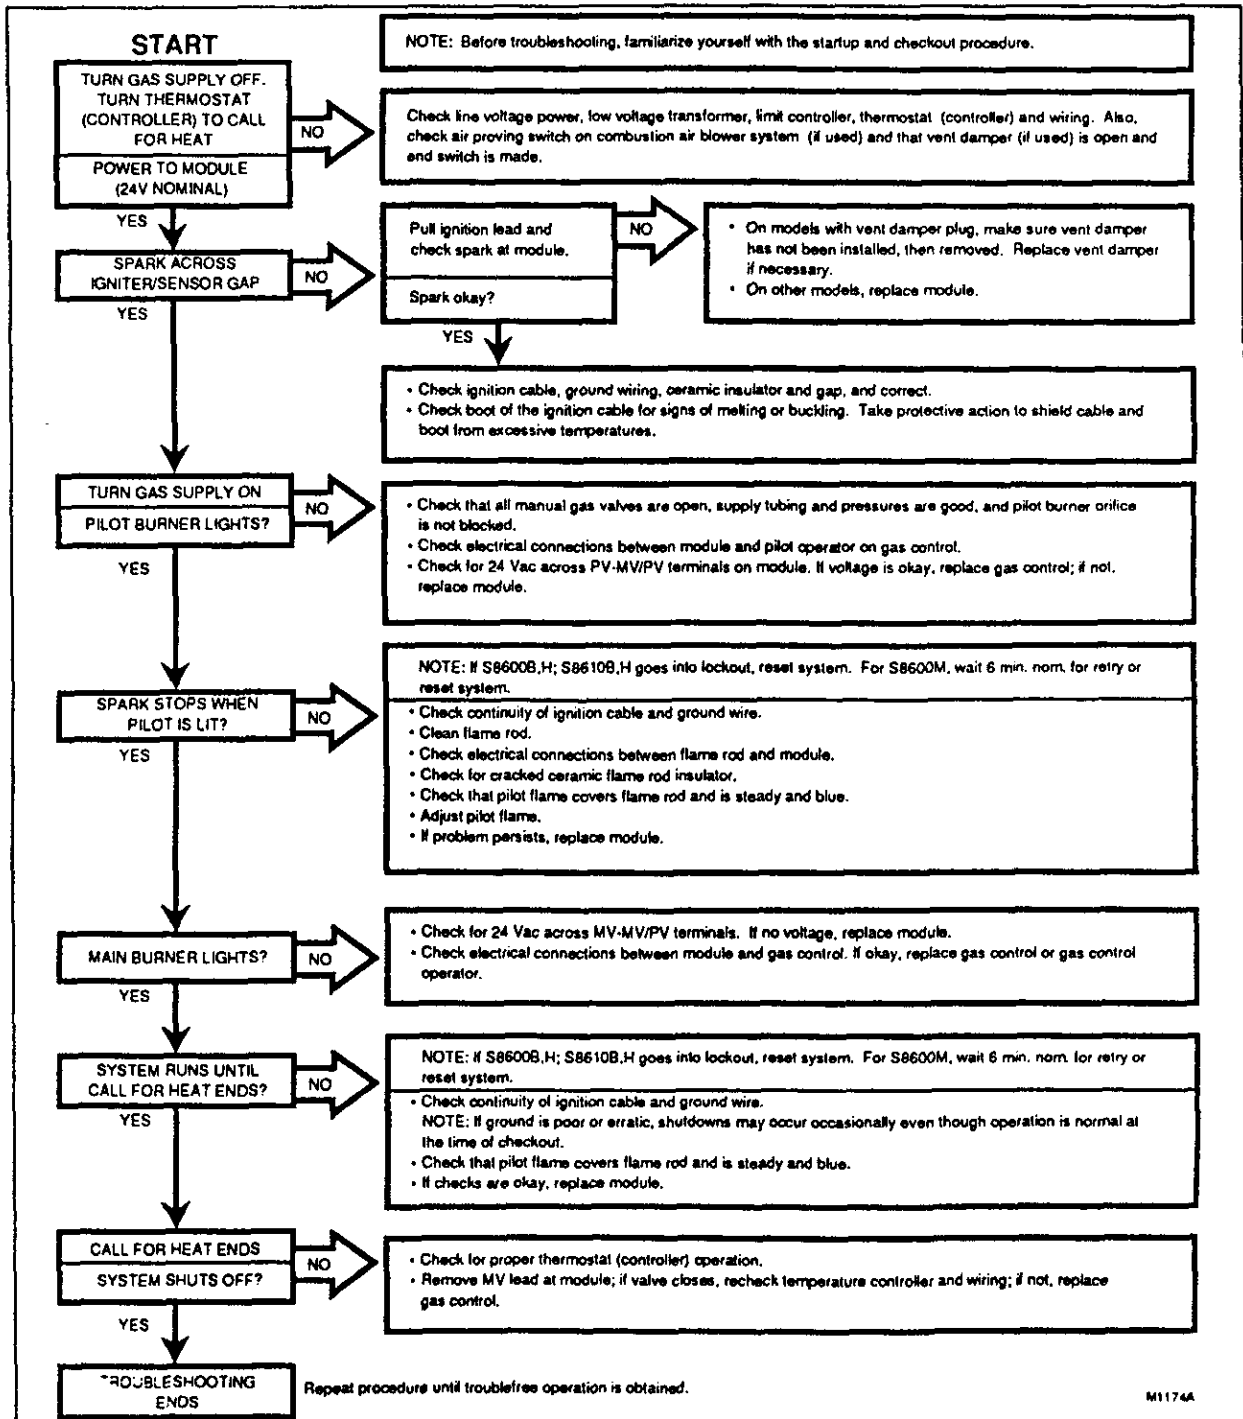 START
NOTE: Before troubleshooting, familiarize yourself with the startup and checkout procedure.
TURN GAS SUPPLY OFF.
TURN THERMOSTAT
(CONTROLLER) TO CALL
FOR HEAT
POWER TO MODULE
(24V NOMINAL)
NO
Check line voltage power, low voltage transformer, limit controller, thermostat (controller) and wiring. Also,
check air proving switch on combustion air blower system (if used) and that vent damper (if used) is open and
end switch is made.
YES
SPARK ACROSS
IGNITER/SENSOR GAP
NO
Pull ignition lead and
check spark at module.
Spark okay?
NO
• On models with vent damper plug, make sure vent damper
has not been installed, then removed. Replace vent damper
if necessary.
• On other models, replace module.
YES
YES
• Check ignition cable, ground wiring, ceramic insulator and gap, and correct.
• Check boot of the ignition cable for signs of melting or buckling. Take protective action to shield cable and
boot from excessive temperatures.
TURN GAS SUPPLY ON
PILOT BURNER LIGHTS?
NO
• Check that all manual gas valves are open, supply tubing and pressures are good, and pilot burner orifice
is not blocked.
• Check electrical connections between module and pilot operator on gas control.
• Check for 24 Vac across PV-MV/PV terminals on module. If voltage is okay, replace gas control; if not,
replace module.
YES
SPARK STOPS WHEN
PILOT IS LIT?
NO
NOTE: If S8600B,H; S8610B,H goes into lockout, reset system. For S8600M, wait 6 min. nom. for retry or
reset system.
• Check continuity of ignition cable and ground wire.
• Clean flame rod.
• Check electrical connections between flame rod and module.
• Check for cracked ceramic flame rod insulator.
• Check that pilot flame covers flame rod and is steady and blue.
• Adjust pilot flame.
• If problem persists, replace module.
YES
MAIN BURNER LIGHTS?
NO
• Check for 24 Vac across MV-MV/PV terminals. If no voltage, replace module.
• Check electrical connections between module and gas control. If okay, replace gas control or gas control
operator.
YES
SYSTEM RUNS UNTIL
CALL FOR HEAT ENDS?
NO
NOTE: If S8600B,H; S8610B,H goes into lockout, reset system. For S8600M, wait 6 min. nom. for retry or
reset system.
• Check continuity of ignition cable and ground wire.
NOTE: If ground is poor or erratic, shutdowns may occur occasionally even though operation is normal at
the time of checkout.
• Check that pilot flame covers flame rod and is steady and blue.
• If checks are okay, replace module.
YES
CALL FOR HEAT ENDS
SYSTEM SHUTS OFF?
NO
• Check for proper thermostat (controller) operation.
• Remove MV lead at module; if valve closes, recheck temperature controller and wiring; if not, replace
gas control.
YES
TROUBLESHOOTING
ENDS
Repeat procedure until troublefree operation is obtained.
M1174A